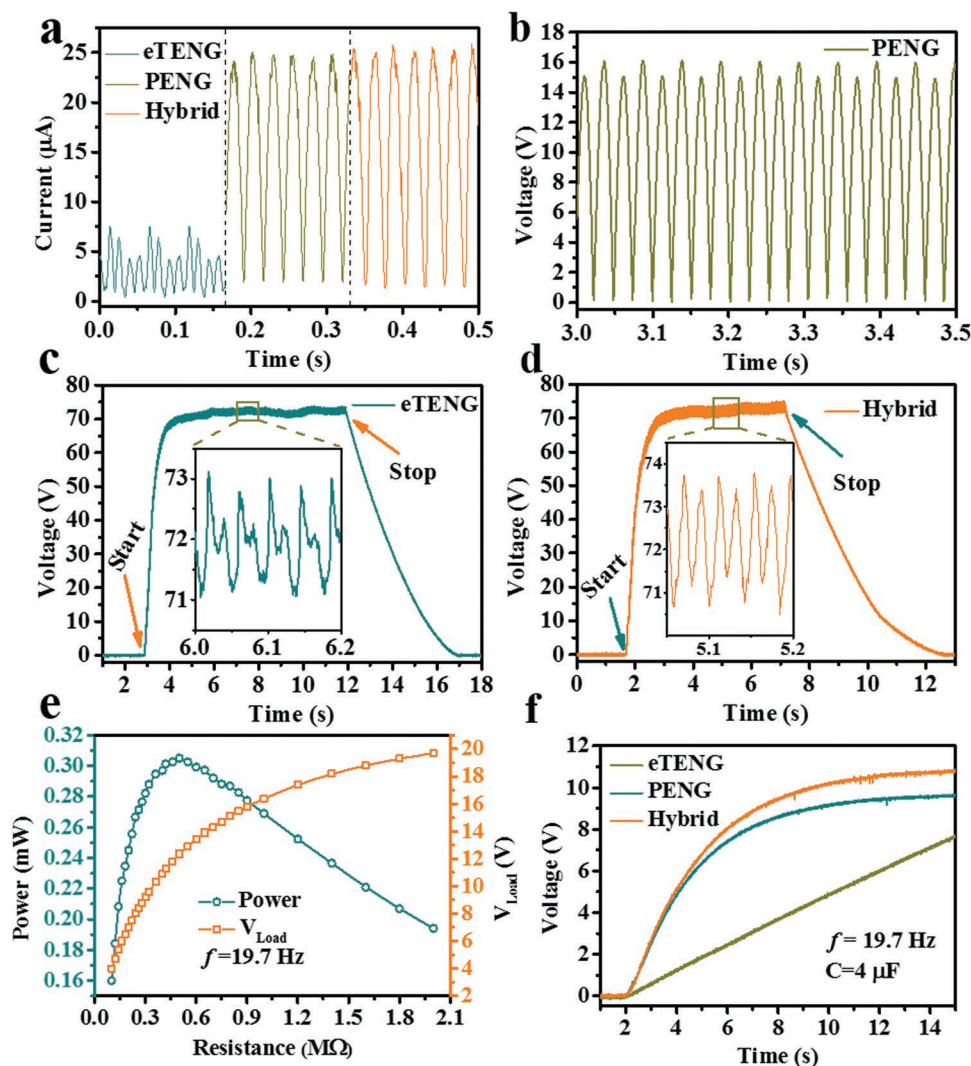 a
eTENG
PENG
Hybrid
Current (μA)
25
20
15
10
5
0
0.0 0.1 0.2 0.3 0.4 0.5
Time (s)
b
PENG
Voltage (V)
16
14
12
10
8
6
4
2
0
3.0 3.1 3.2 3.3 3.4 3.5
Time (s)
c
eTENG
Start
Stop
Voltage (V)
80
70
60
50
40
30
20
10
0
73
72
71
6.0 6.1 6.2
2 4 6 8 10 12 14 16 18
Time (s)
d
Hybrid
Start
Stop
Voltage (V)
80
70
60
50
40
30
20
10
0
74
73
72
71
5.1 5.2
0 2 4 6 8 10 12
Time (s)
e
Power (mW)
0.32
0.30
0.28
0.26
0.24
0.22
0.20
0.18
0.16
Power
VLoad
f=19.7 Hz
VLoad (V)
20
18
16
14
12
10
8
6
4
2
0.0 0.3 0.6 0.9 1.2 1.5 1.8 2.1
Resistance (MΩ)
f
eTENG
PENG
Hybrid
Voltage (V)
12
10
8
6
4
2
0
f = 19.7 Hz
C=4 μF
2 4 6 8 10 12 14
Time (s)